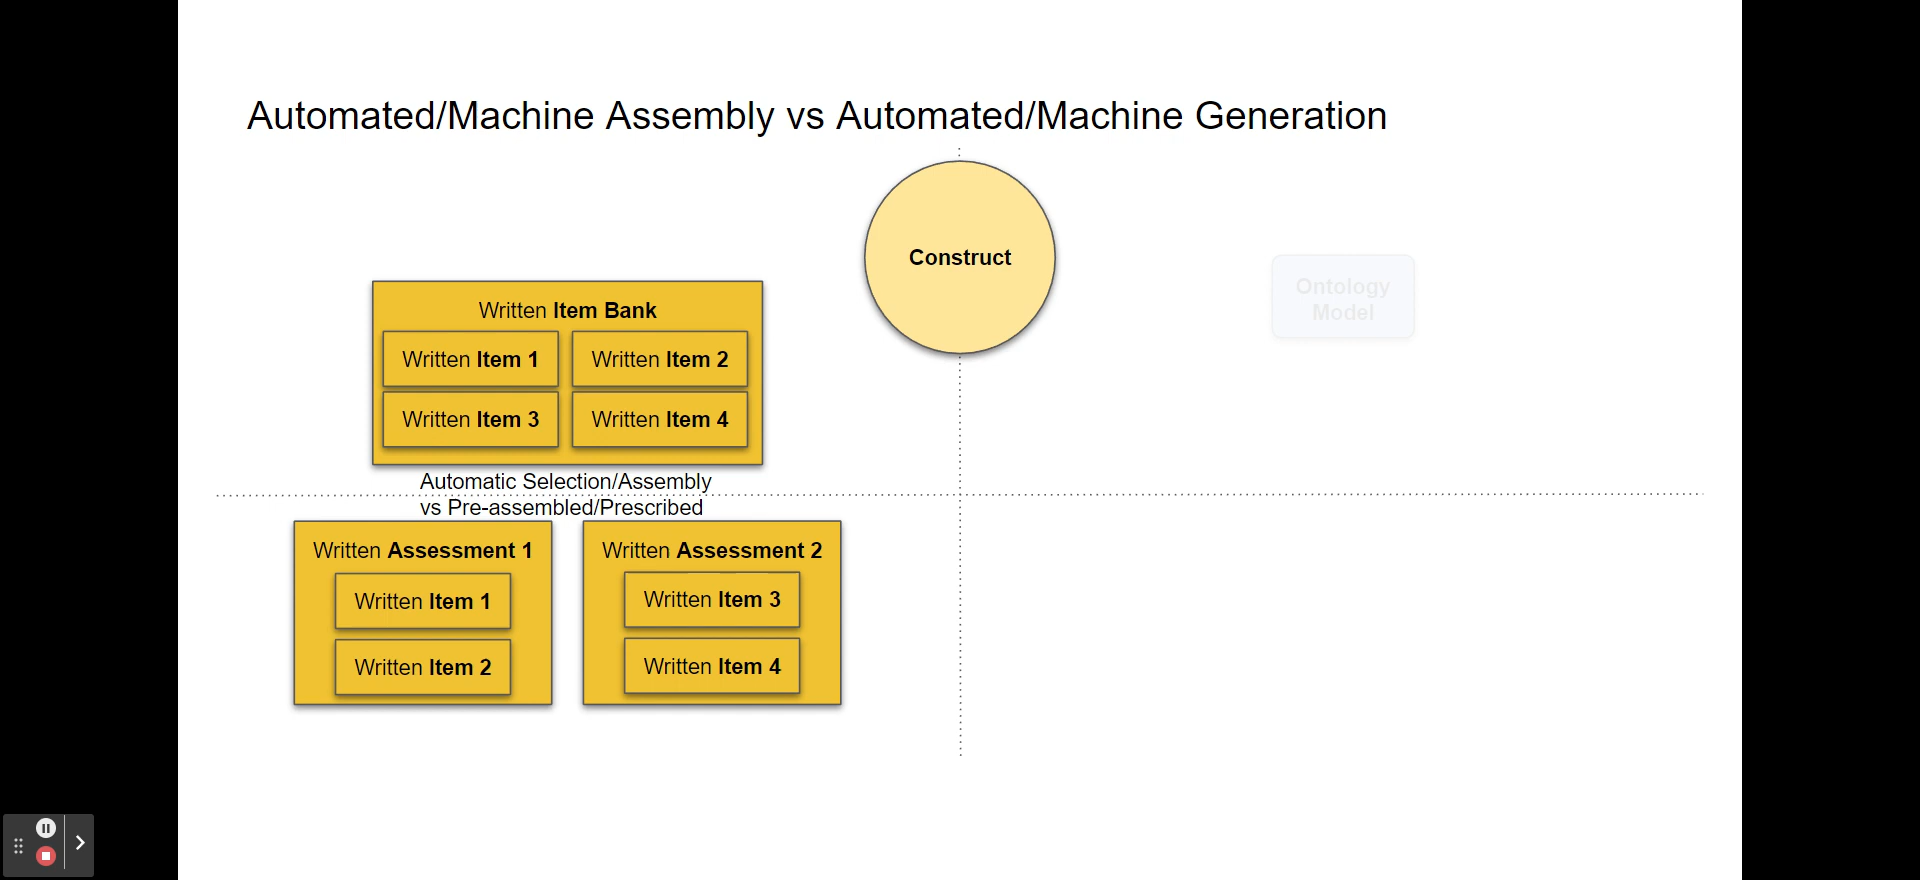 Automated/Machine Assembly vs Automated/Machine Generation
Construct
Ontology
Model
Written Item Bank
Written Item 1
Written Item 2
Written Item 3
Written Item 4
Automatic Selection/Assembly
vs Pre-assembled/Prescribed
Written Assessment 1
Written Item 1
Written Item 2
Written Assessment 2
Written Item 3
Written Item 4